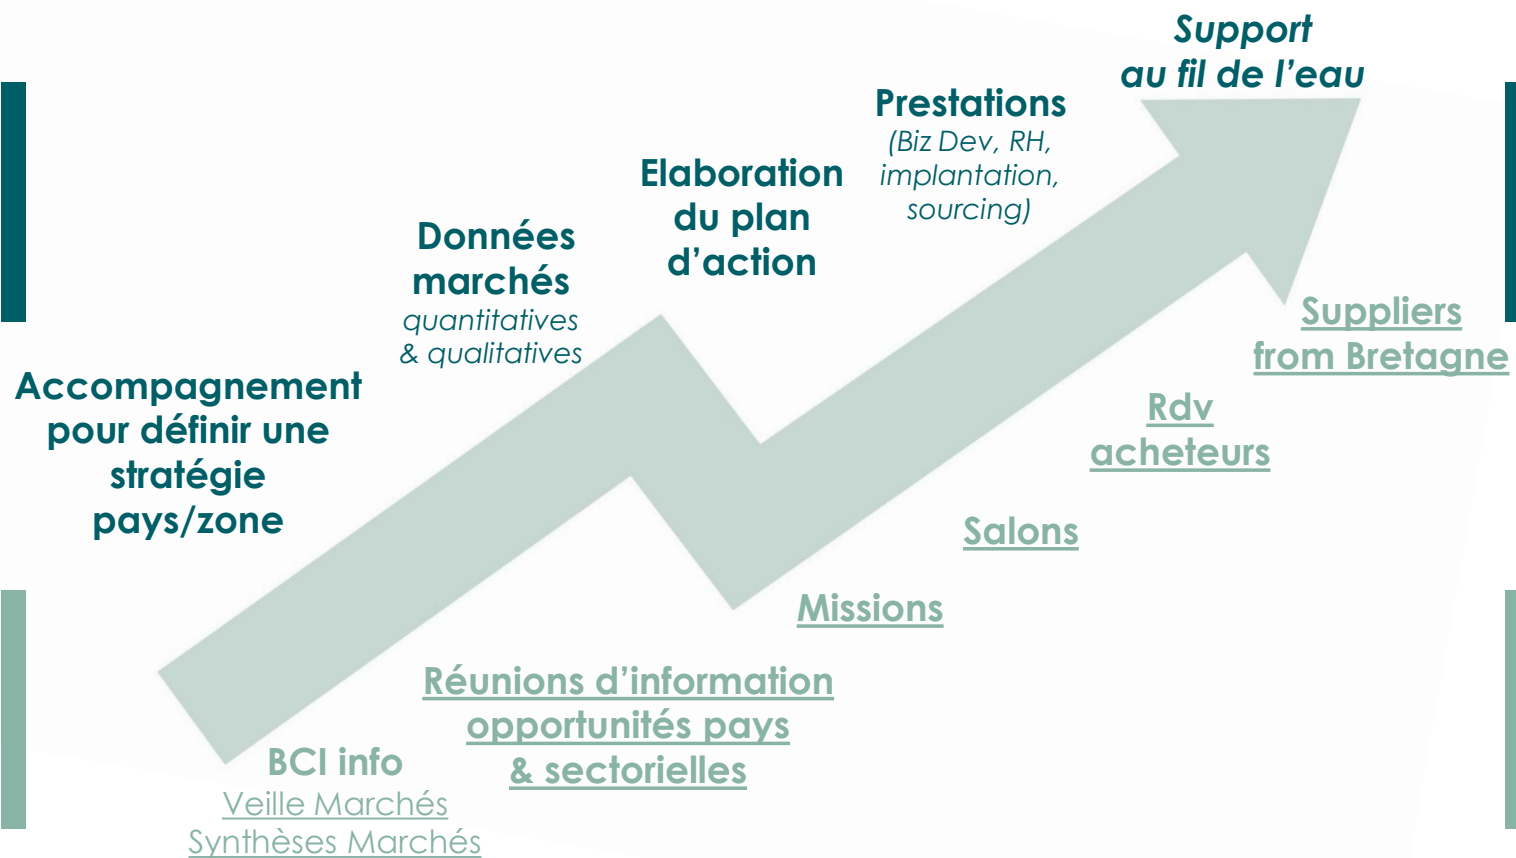 Support
au fil de l’eau
Prestations
(Biz Dev, RH,
implantation,
sourcing)
Elaboration
du plan
d’action
Données
marchés
quantitatives
& qualitatives
Accompagnement
pour définir une
stratégie
pays/zone
Suppliers
from Bretagne
Rdv
acheteurs
Salons
Missions
Réunions d’information
opportunités pays
& sectorielles
BCI info
Veille Marchés
Synthèses Marchés